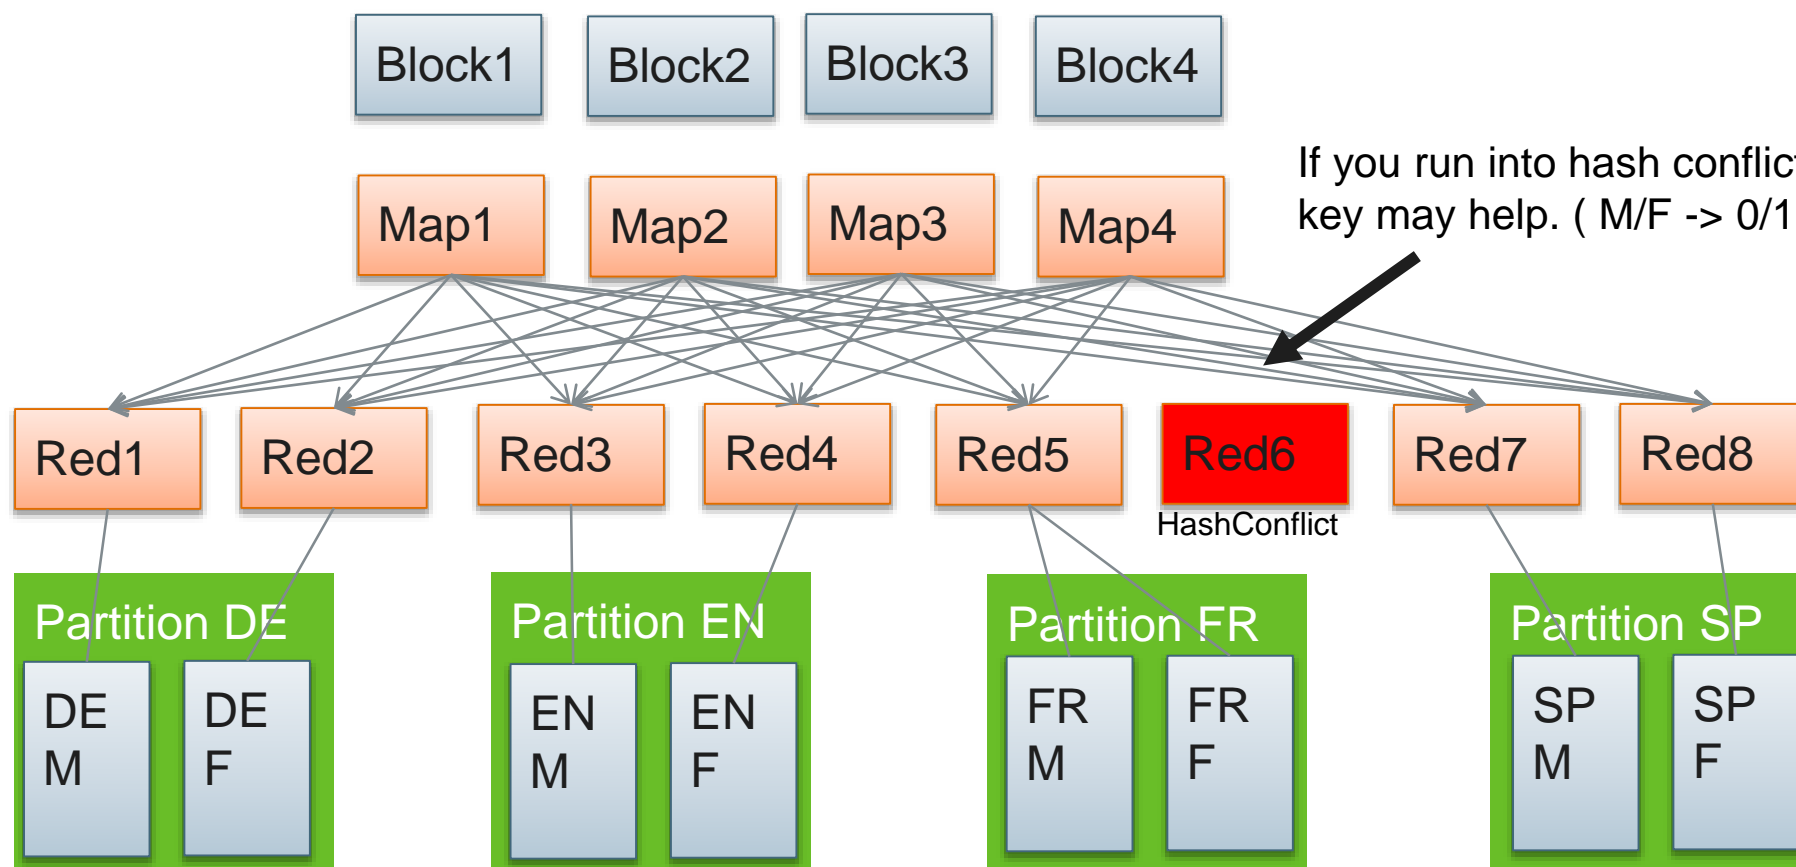 Block1
Block2
Block3
Block4
If you run into hash conflict
key may help. ( M/F -> 0/1
Map1
Map2
Map3
Map4
Red1
Red2
Red3
Red4
Red5
Red6
Red7
Red8
HashConflict
Partition DE
Partition EN
Partition FR
Partition SP
DE
M
DE
F
EN
M
EN
F
FR
M
FR
F
SP
M
SP
F